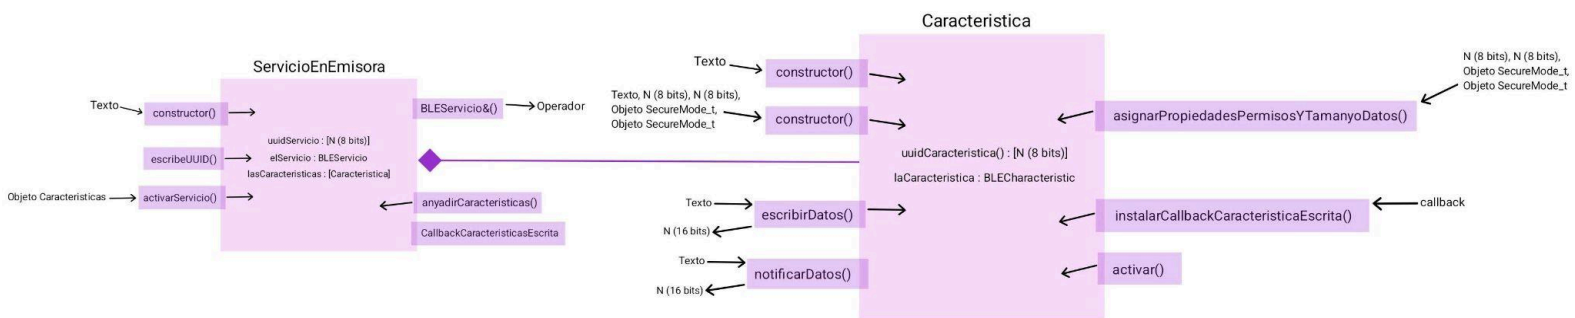 Caracteristica
ServicioEnEmisora
Texto
constructor()
BLEServicio&()
Operador
uuidServicio : [N (8 bits)]
elServicio : BLEServicio
lasCaracteristicas : [Caracteristica]
escribeUUID()
Objeto Caracteristicas
activarServicio()
anyadirCaracteristicas()
CallbackCaracteristicasEscrita
Texto
constructor()
Texto, N (8 bits), N (8 bits),
Objeto SecureMode_t,
Objeto SecureMode_t
constructor()
N (8 bits), N (8 bits),
Objeto SecureMode_t,
Objeto SecureMode_t
asignarPropiedadesPermisosYTamanyoDatos()
uuidCaracteristica() : [N (8 bits)]
laCaracteristica : BLECharacteristic
Texto
escribirDatos()
N (16 bits)
callback
instalarCallbackCaracteristicaEscrita()
Texto
notificarDatos()
N (16 bits)
activar()